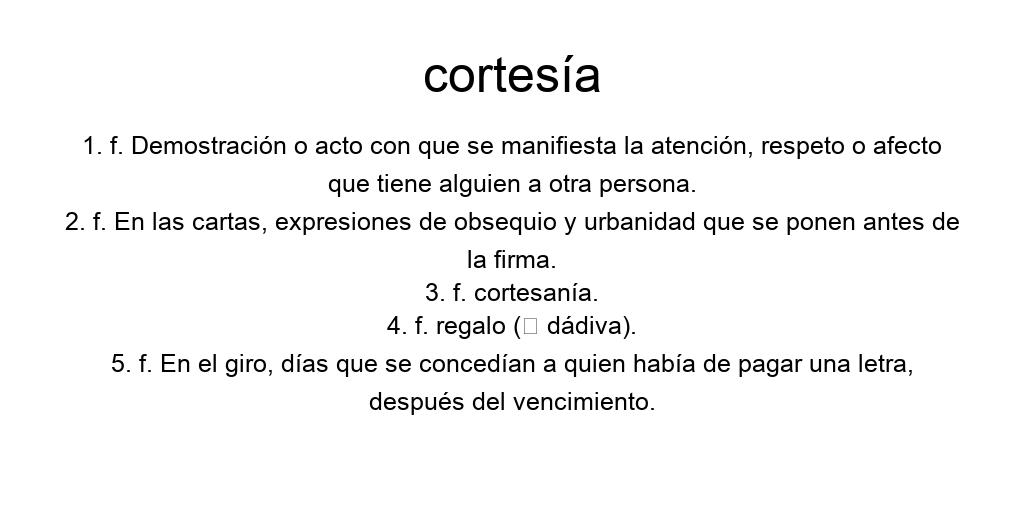 cortesía
1. f. Demostración o acto con que se manifiesta la atención, respeto o afecto
que tiene alguien a otra persona.
2. f. En las cartas, expresiones de obsequio y urbanidad que se ponen antes de
la firma.
3. f. cortesanía.
4. f. regalo (□ dádiva).
5. f. En el giro, días que se concedían a quien había de pagar una letra,
después del vencimiento.